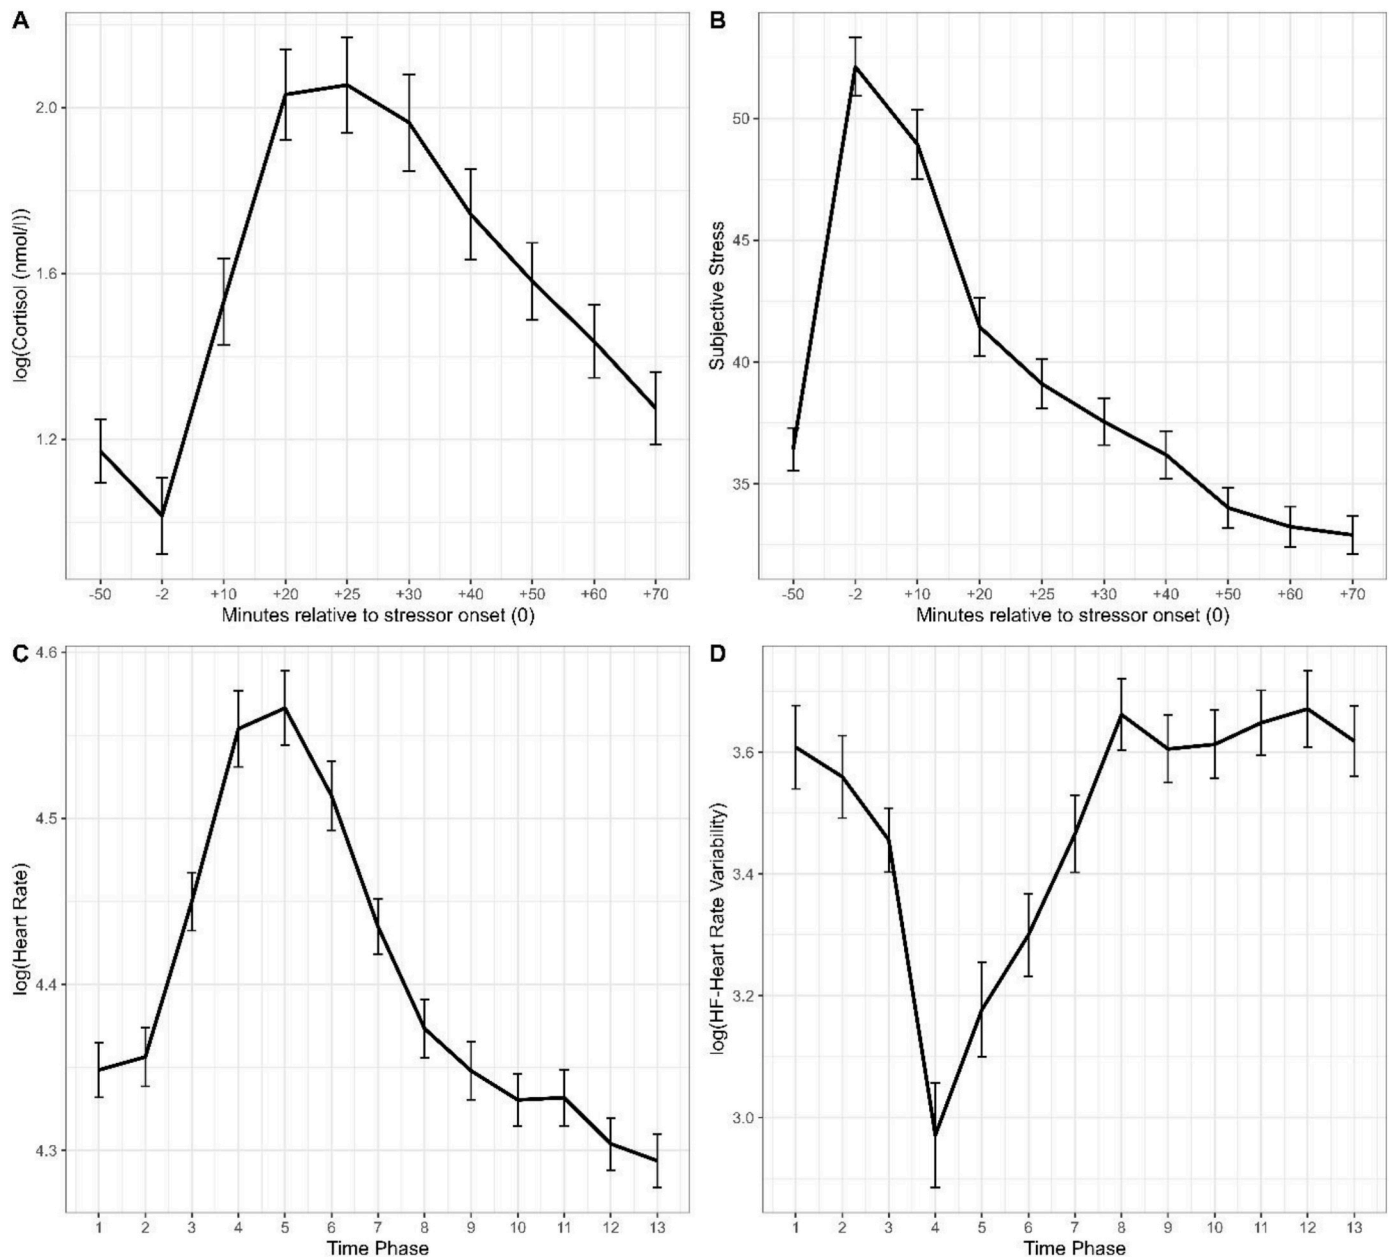 A
log(Cortisol (nmol/l))
2.0
1.6
1.2
-50 -2 +10 +20 +25 +30 +40 +50 +60 +70
Minutes relative to stressor onset (0)
B
Subjective Stress
50
45
40
35
-50 -2 +10 +20 +25 +30 +40 +50 +60 +70
Minutes relative to stressor onset (0)
C
log(Heart Rate)
4.6
4.5
4.4
4.3
1 2 3 4 5 6 7 8 9 10 11 12 13
Time Phase
D
log(HF-Heart Rate Variability)
3.6
3.4
3.2
3.0
1 2 3 4 5 6 7 8 9 10 11 12 13
Time Phase